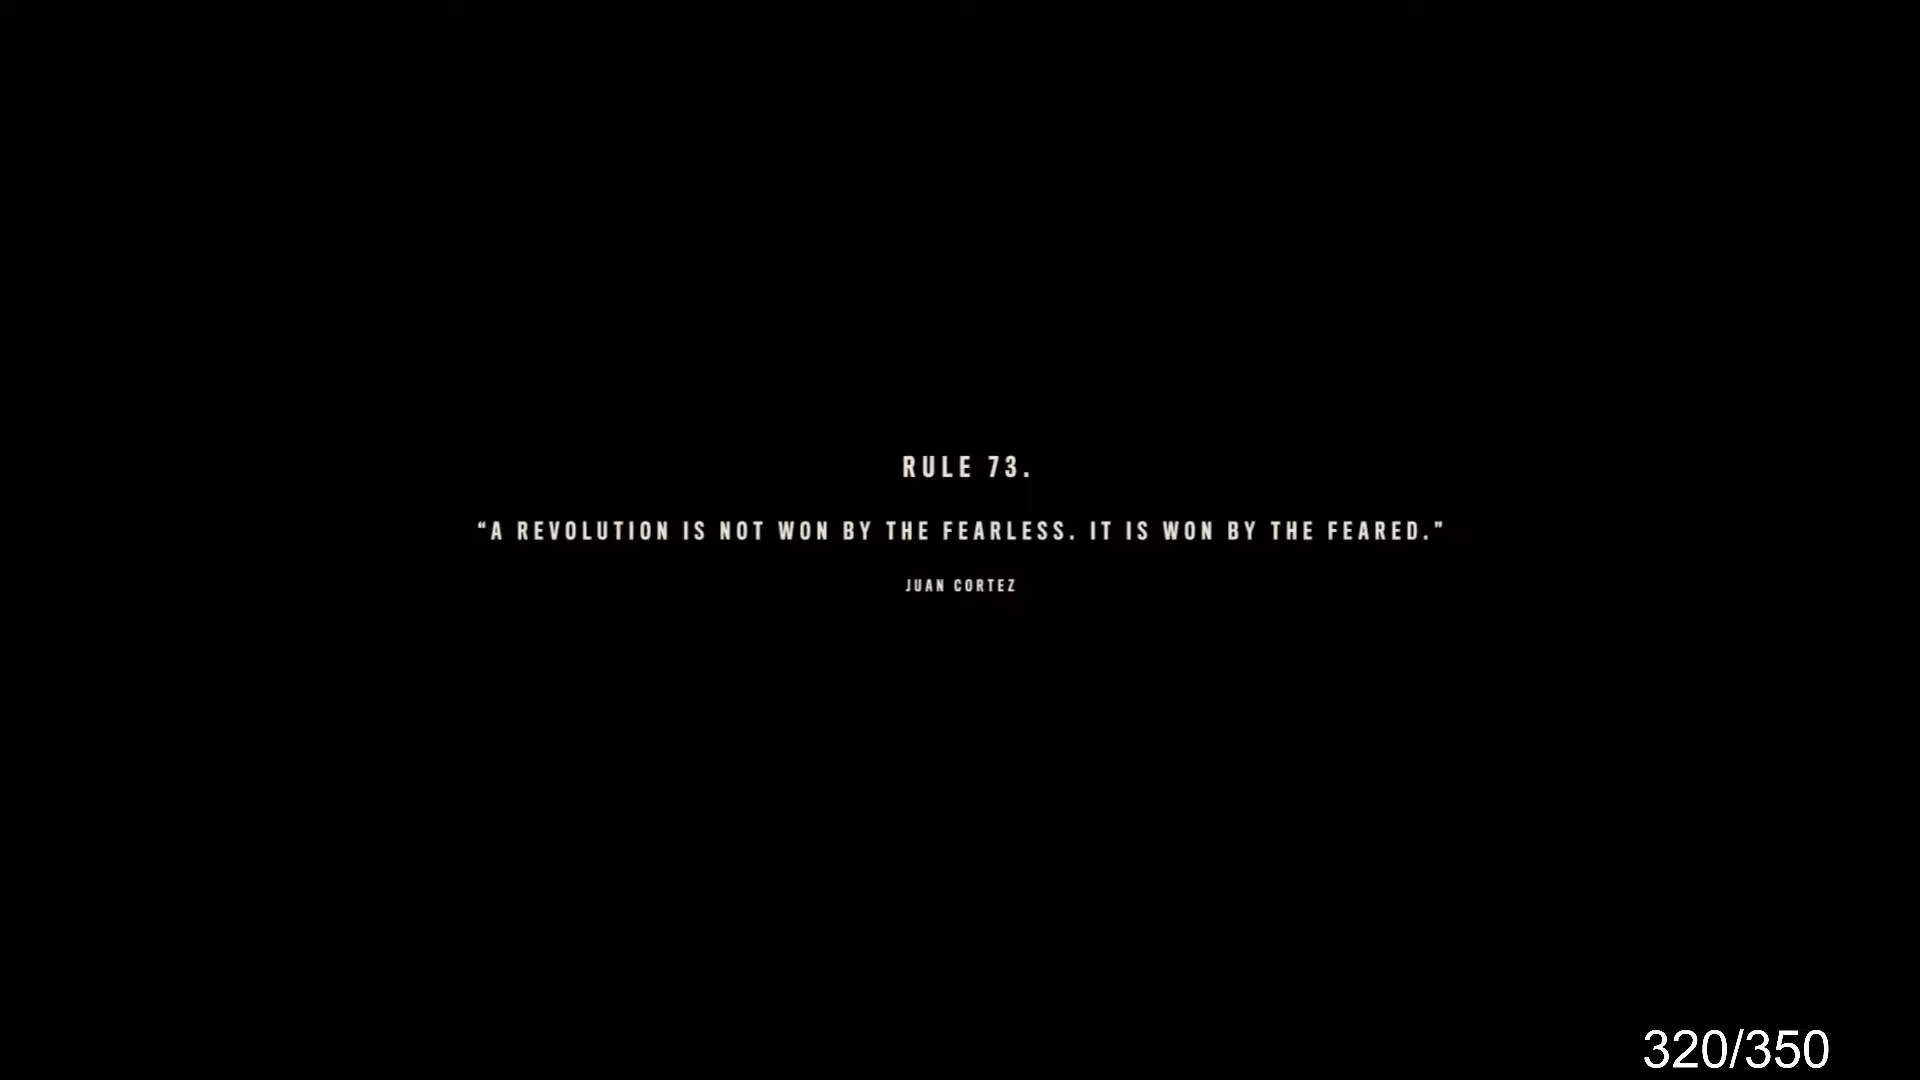 RULE 73.
“A REVOLUTION IS NOT WON BY THE FEARLESS. IT IS WON BY THE FEARED.”
JUAN CORTEZ
320/350